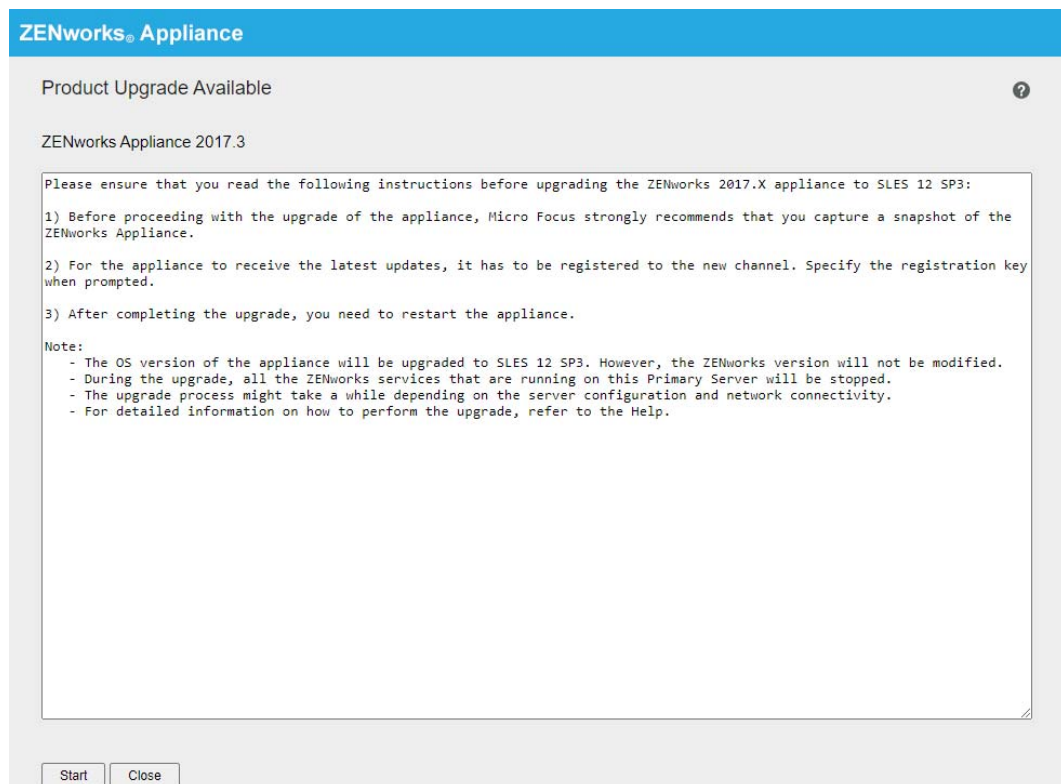 ZENworks® Appliance
Product Upgrade Available
ZENworks Appliance 2017.3
Please ensure that you read the following instructions before upgrading the ZENworks 2017.X appliance to SLES 12 SP3:
1) Before proceeding with the upgrade of the appliance, Micro Focus strongly recommends that you capture a snapshot of the
ZENworks Appliance.
2) For the appliance to receive the latest updates, it has to be registered to the new channel. Specify the registration key
when prompted.
3) After completing the upgrade, you need to restart the appliance.
Note:
- The OS version of the appliance will be upgraded to SLES 12 SP3. However, the ZENworks version will not be modified.
- During the upgrade, all the ZENworks services that are running on this Primary Server will be stopped.
- The upgrade process might take a while depending on the server configuration and network connectivity.
- For detailed information on how to perform the upgrade, refer to the Help.
Start Close